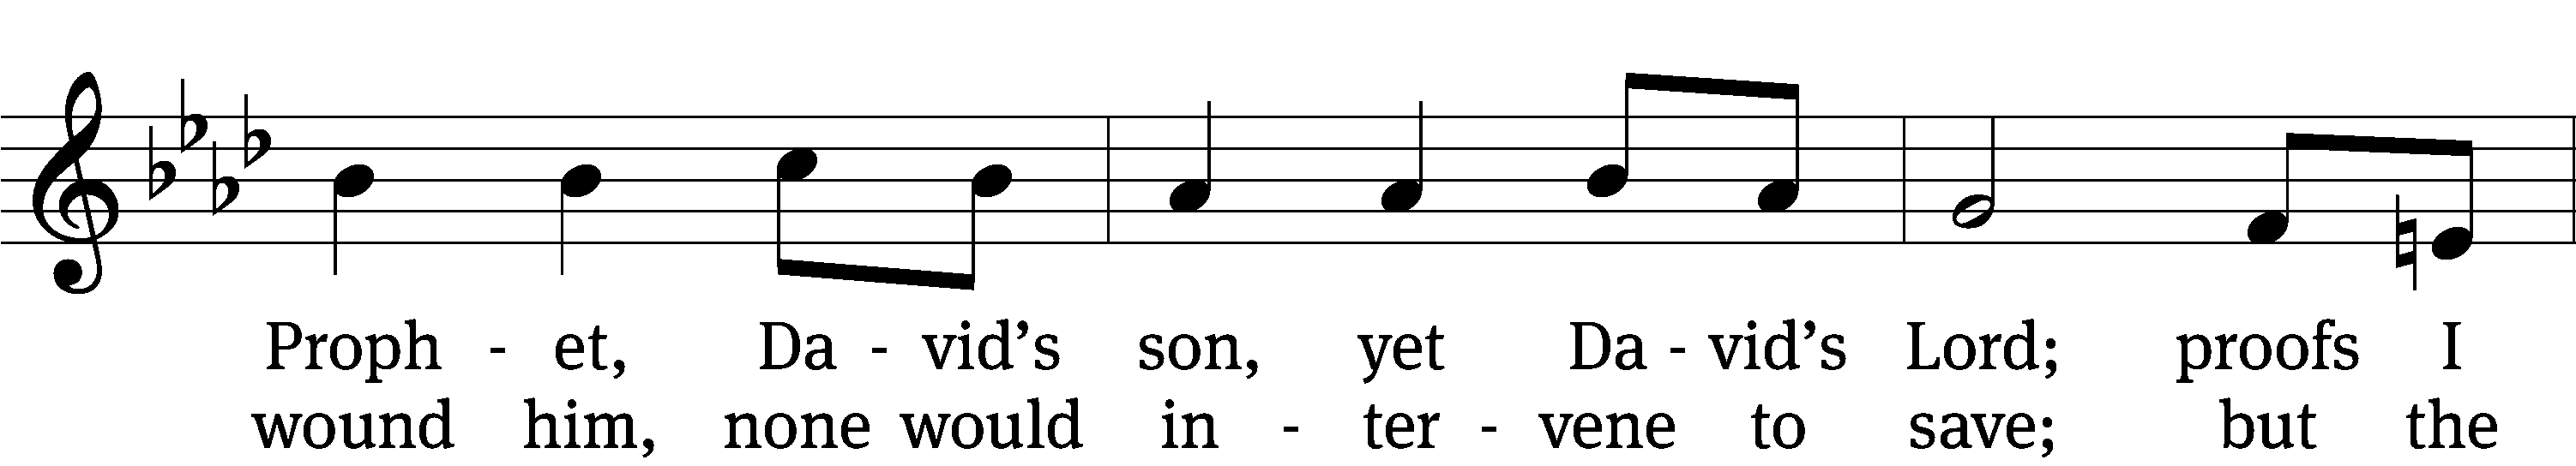 Proph - et, Da - vid’s son, yet Da - vid’s Lord; proofs I
wound him, none would in - ter - vene to save; but the